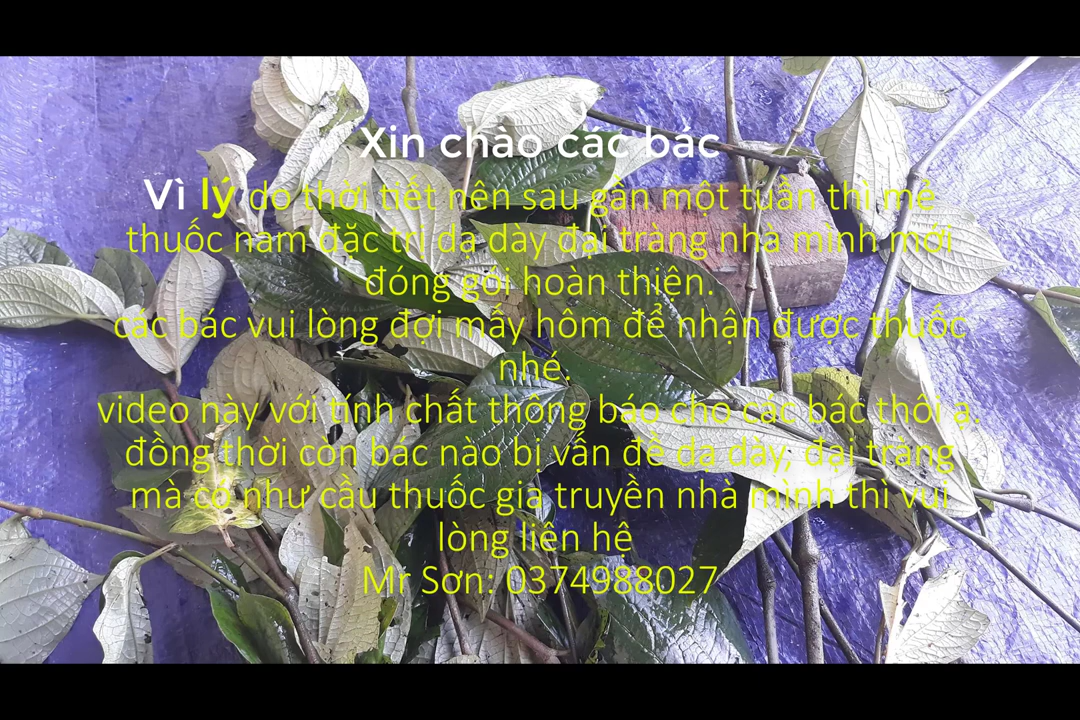 Xin chào các bác
Vì lý do thời tiết nên sau gần một tuần thì mẻ
thuốc nam đặc trị dạ dày đại tràng nhà mình mới
đóng gói hoàn thiện.
các bác vui lòng đợi mấy hôm để nhận được thuốc
nhé
video này với tính chất thông báo cho các bác thôi ạ.
đồng thời còn bác nào bị vấn đề dạ dày, đại tràng
mà có như cầu thuốc gia truyền nhà mình thì vui
lòng liên hệ
Mr Sơn: 0374988027